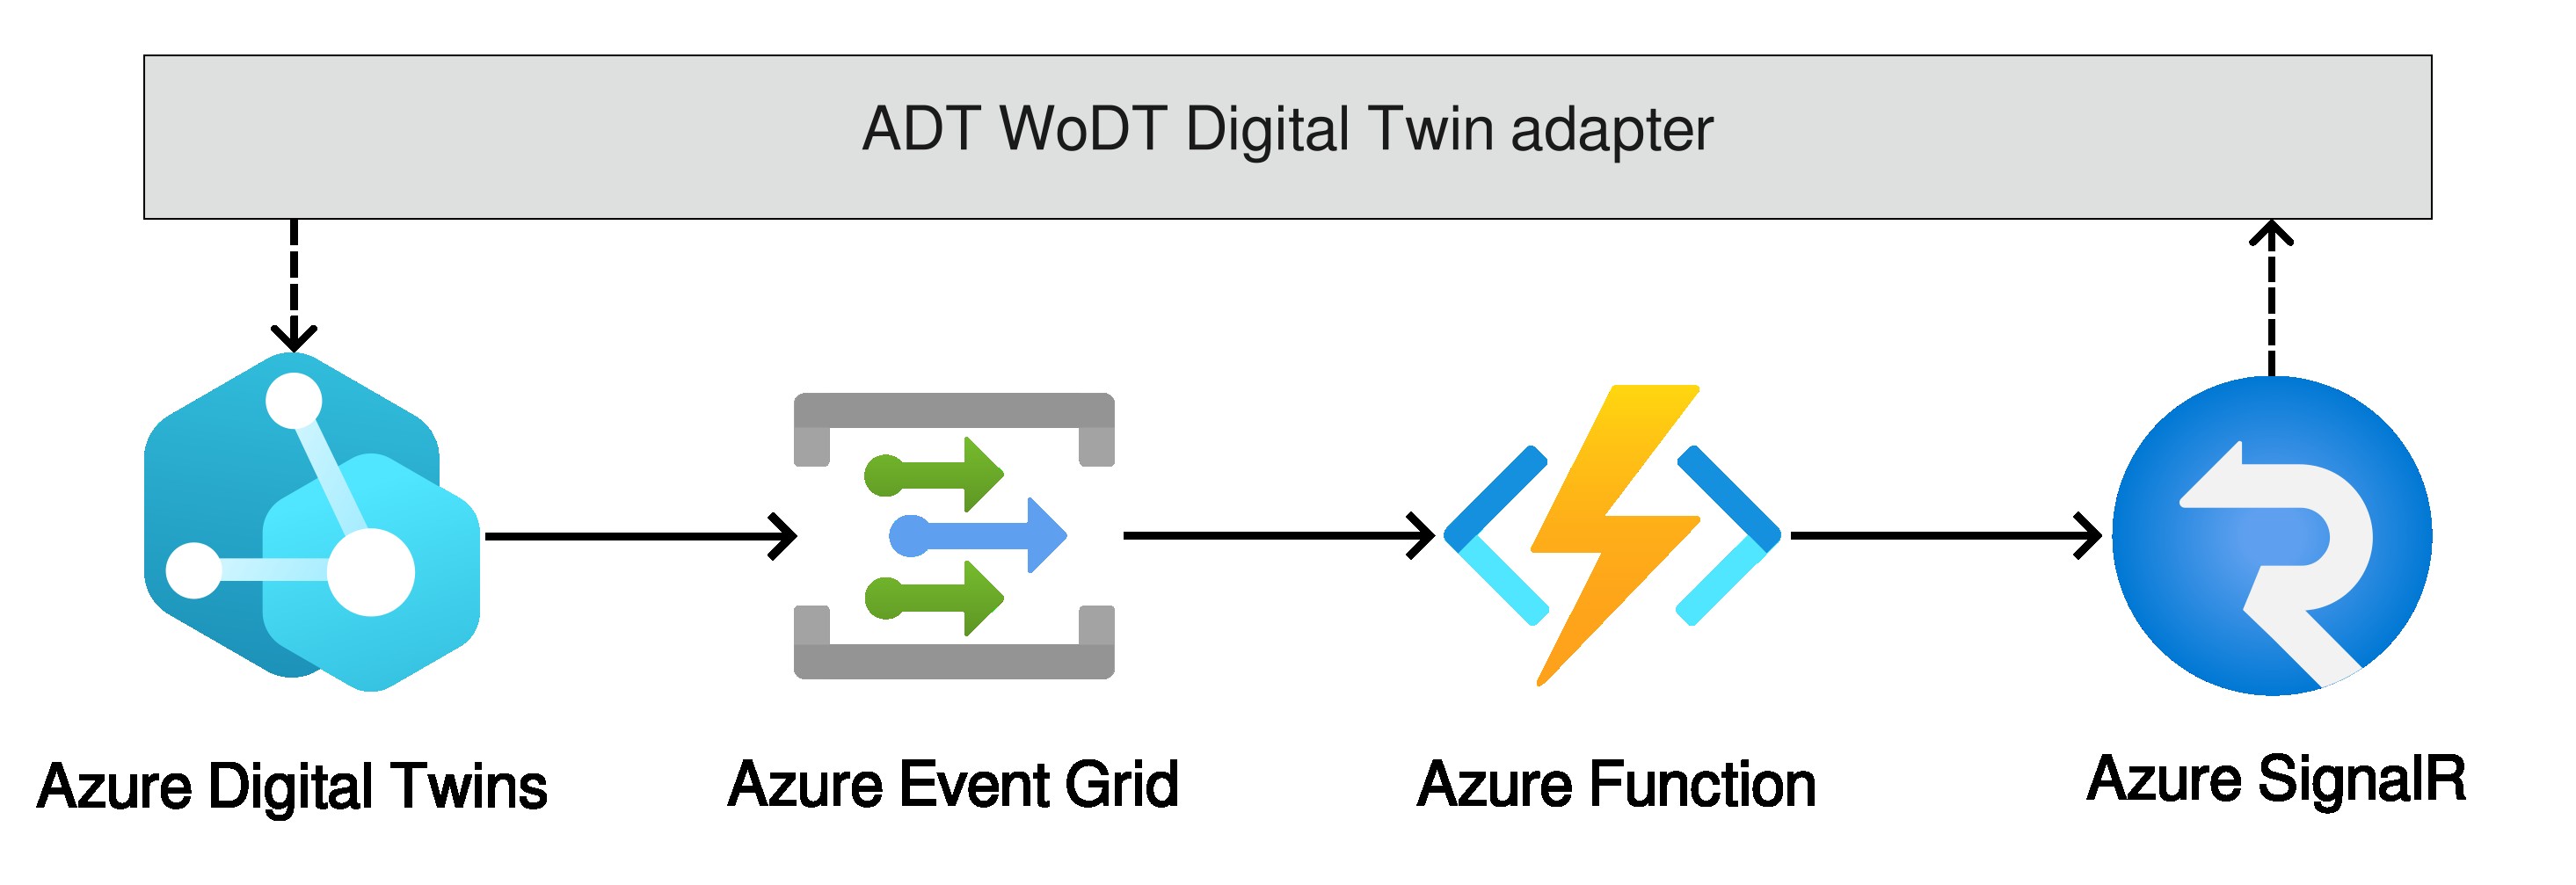 ADT WoDT Digital Twin adapter
Azure Digital Twins
Azure Event Grid
Azure Function
Azure SignalR